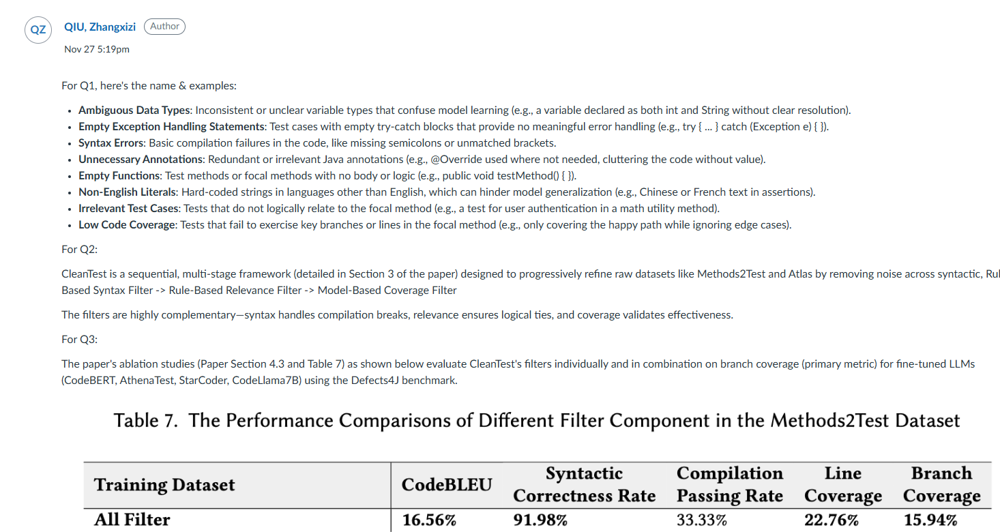 QZ
QIU, Zhangxizi Author
Nov 27 5:19pm
For Q1, here's the name & examples:
• Ambiguous Data Types: Inconsistent or unclear variable types that confuse model learning (e.g., a variable declared as both int and String without clear resolution).
• Empty Exception Handling Statements: Test cases with empty try-catch blocks that provide no meaningful error handling (e.g., try { ... } catch (Exception e) { }).
• Syntax Errors: Basic compilation failures in the code, like missing semicolons or unmatched brackets.
• Unnecessary Annotations: Redundant or irrelevant Java annotations (e.g., @Override used where not needed, cluttering the code without value).
• Empty Functions: Test methods or focal methods with no body or logic (e.g., public void testMethod() { }).
• Non-English Literals: Hard-coded strings in languages other than English, which can hinder model generalization (e.g., Chinese or French text in assertions).
• Irrelevant Test Cases: Tests that do not logically relate to the focal method (e.g., a test for user authentication in a math utility method).
• Low Code Coverage: Tests that fail to exercise key branches or lines in the focal method (e.g., only covering the happy path while ignoring edge cases).
For Q2:
CleanTest is a sequential, multi-stage framework (detailed in Section 3 of the paper) designed to progressively refine raw datasets like Methods2Test and Atlas by removing noise across syntactic,
Based Syntax Filter -> Rule-Based Relevance Filter -> Model-Based Coverage Filter
The filters are highly complementary—syntax handles compilation breaks, relevance ensures logical ties, and coverage validates effectiveness.
For Q3:
The paper's ablation studies (Paper Section 4.3 and Table 7) as shown below evaluate CleanTest's filters individually and in combination on branch coverage (primary metric) for fine-tuned LLMs
(CodeBERT, AthenaTest, StarCoder, CodeLlama7B) using the Defects4J benchmark.
Table 7. The Performance Comparisons of Different Filter Component in the Methods2Test Dataset
Training Dataset CodeBLEU Syntactic Correctness Rate Compilation Passing Rate Line Coverage Branch Coverage
All Filter 16.56% 91.98% 33.33% 22.76% 15.94%